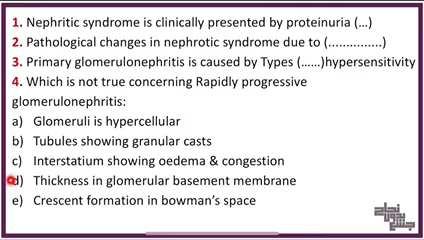 1. Nephritic syndrome is clinically presented by proteinuria (...)
2. Pathological changes in nephrotic syndrome due to (...............)
3. Primary glomerulonephritis is caused by Types (......)hypersensitivity
4. Which is not true concerning Rapidly progressive
glomerulonephritis:
a) Glomeruli is hypercellular
b) Tubules showing granular casts
c) Interstatium showing oedema & congestion
d) Thickness in glomerular basement membrane
e) Crescent formation in bowman’s space